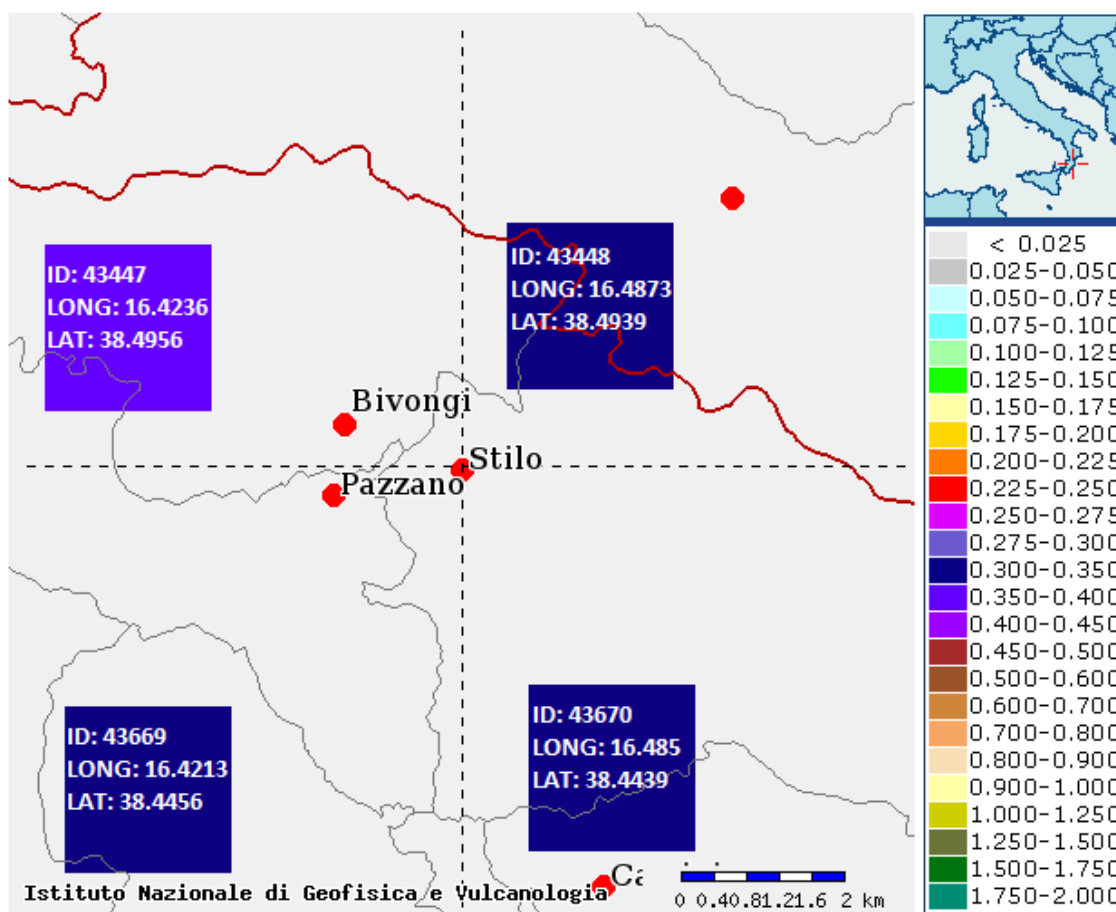 ID: 43447
LONG: 16.4236
LAT: 38.4956
ID: 43448
LONG: 16.4873
LAT: 38.4939
Bivongi
Stilo
Pazzano
ID: 43669
LONG: 16.4213
LAT: 38.4456
ID: 43670
LONG: 16.485
LAT: 38.4439
Ca
Istituto Nazionale di Geofisica e Vulcanologia
0 0.40.81.21.6 2 km
< 0.025
0.025-0.050
0.050-0.075
0.075-0.100
0.100-0.125
0.125-0.150
0.150-0.175
0.175-0.200
0.200-0.225
0.225-0.250
0.250-0.275
0.275-0.300
0.300-0.350
0.350-0.400
0.400-0.450
0.450-0.500
0.500-0.600
0.600-0.700
0.700-0.800
0.800-0.900
0.900-1.000
1.000-1.250
1.250-1.500
1.500-1.750
1.750-2.000